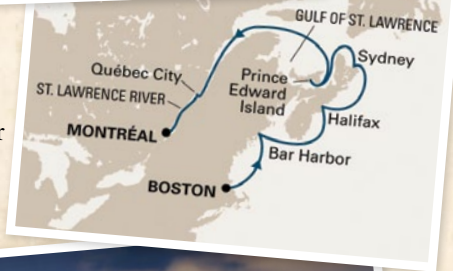 GULF OF ST. LAWRENCE
Sydney
Québec City
Prince
Edward
Island
ST. LAWRENCE RIVER
Halifax
MONTRÉAL
Bar Harbor
BOSTON